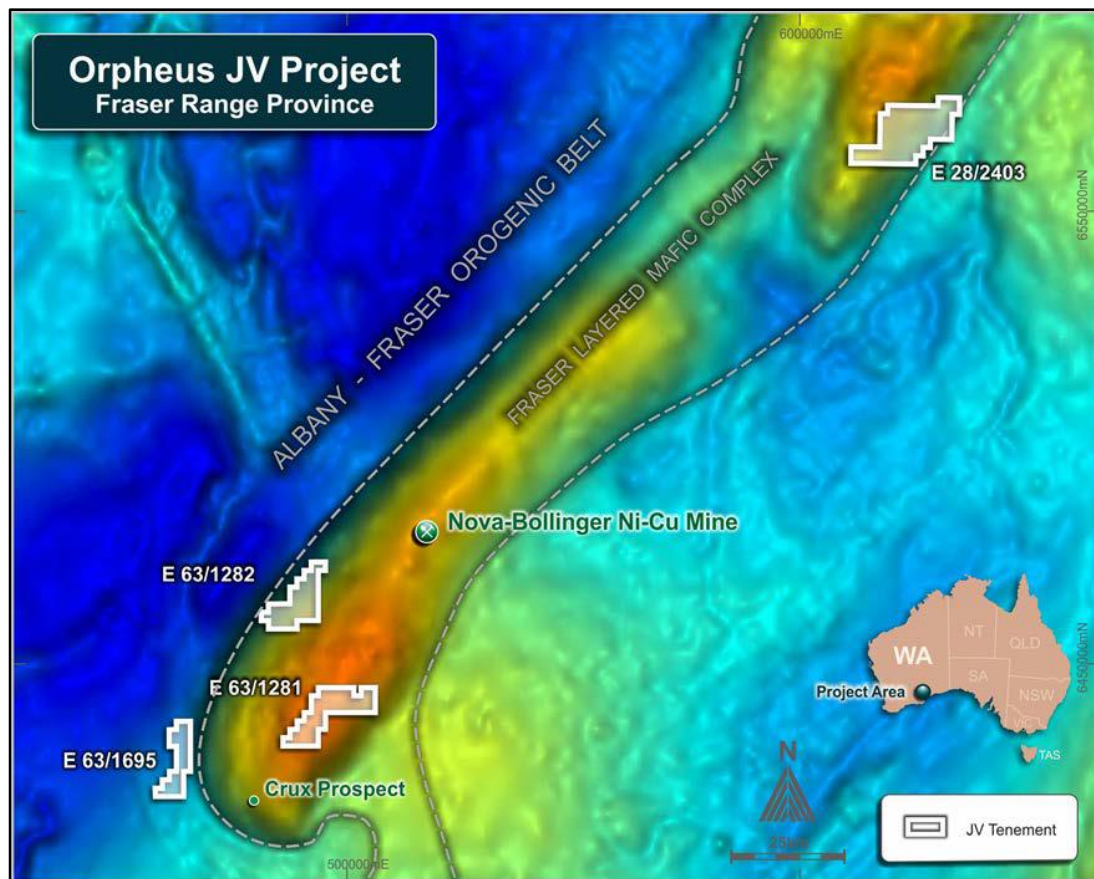 Orpheus JV Project
Fraser Range Province
600000mE
E 28/2403
6550000mN
ALBANY - FRASER OROGENIC BELT
FRASER LAYERED MAFIC COMPLEX
Nova-Bollinger Ni-Cu Mine
E 63/1282
E 63/1281
E 63/1695
Crux Prospect
500000mE
6450000mN
WA
NT
QLD
SA
NSW
VIC
TAS
Project Area
N
25km
JV Tenement